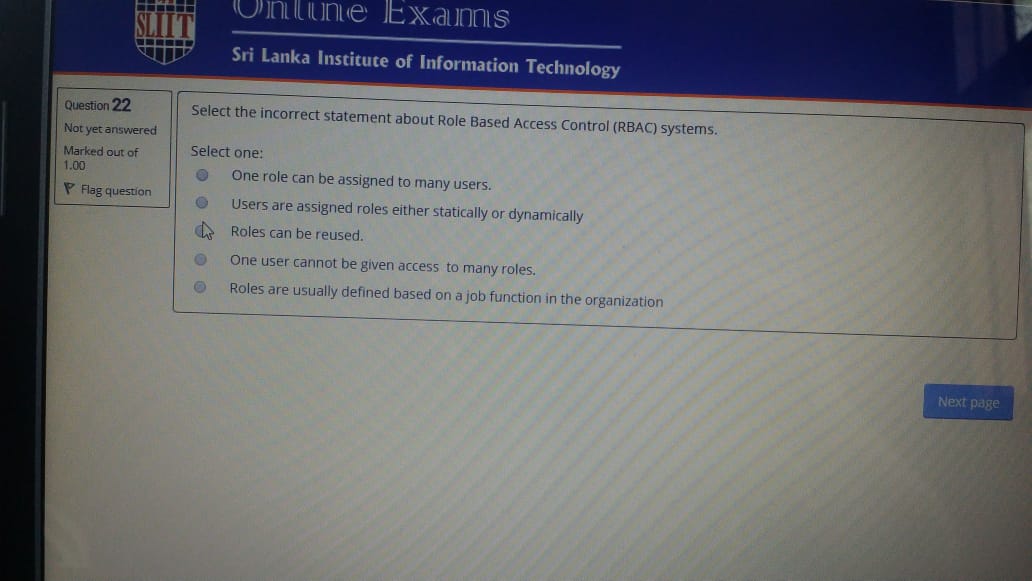 SLIIT
Online Exams
Sri Lanka Institute of Information Technology
Question 22
Not yet answered
Marked out of
1.00
Flag question
Select the incorrect statement about Role Based Access Control (RBAC) systems.
Select one:
One role can be assigned to many users.
Users are assigned roles either statically or dynamically
Roles can be reused.
One user cannot be given access to many roles.
Roles are usually defined based on a job function in the organization
Next page